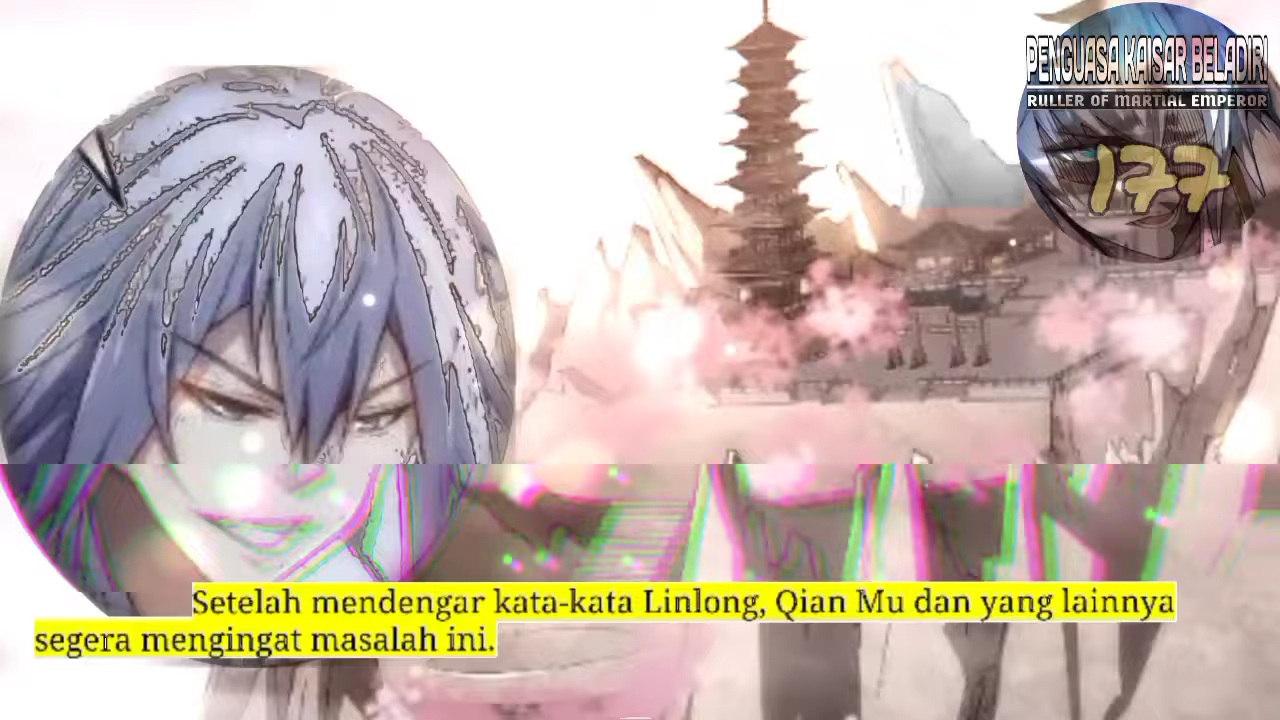 PENGUASA KAISAR BELADIRI
RULLER OF MARTIAL EMPEROR
177
Setelah mendengar kata-kata Linlong, Qian Mu dan yang lainnya
segera mengingat masalah ini.